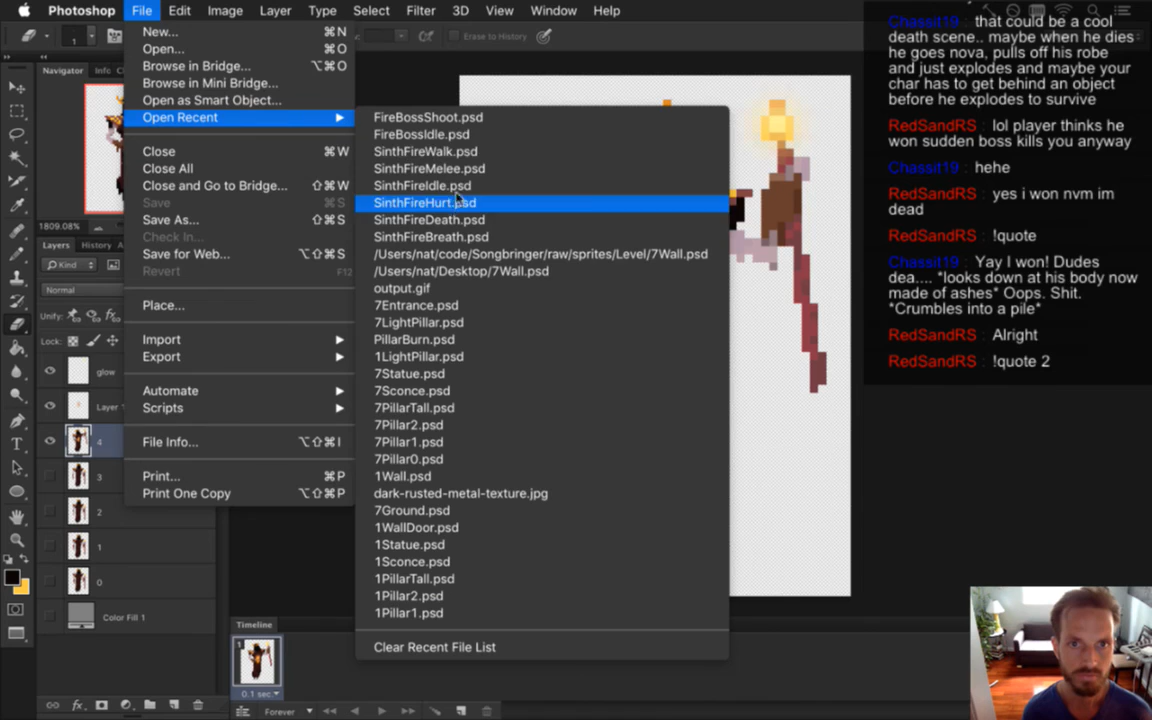 Photoshop File Edit Image Layer Type Select Filter 3D View Window Help
1
Erase to History
Navigator Info
1809.08%
Layers History
Kind
Normal
Unify:
Lock:
glow
Layer
4
3
2
1
0
Color Fill 1
New... ⌘N
Open... ⌘O
Browse in Bridge... ⌥⌘O
Browse in Mini Bridge...
Open as Smart Object...
Open Recent
Close ⌘W
Close All
Close and Go to Bridge... ⇧⌘W
Save ⌘S
Save As... ⇧⌘S
Check In...
Save for Web... ⌥⇧⌘S
Revert F12
Place...
Import
Export
Automate
Scripts
File Info... ⌥⇧⌘I
Print... ⌘P
Print One Copy ⌥⇧⌘P
FireBossShoot.psd
FireBossIdle.psd
SinthFireWalk.psd
SinthFireMelee.psd
SinthFireIdle.psd
SinthFireHurt.psd
SinthFireDeath.psd
SinthFireBreath.psd
/Users/nat/code/Songbringer/raw/sprites/Level/7Wall.psd
/Users/nat/Desktop/7Wall.psd
output.gif
7Entrance.psd
7LightPillar.psd
PillarBurn.psd
1LightPillar.psd
7Statue.psd
7Sconce.psd
7PillarTall.psd
7Pillar2.psd
7Pillar1.psd
7Pillar0.psd
1Wall.psd
dark-rusted-metal-texture.jpg
7Ground.psd
1WallDoor.psd
1Statue.psd
1Sconce.psd
1PillarTall.psd
1Pillar2.psd
1Pillar1.psd
Clear Recent File List
Timeline
1
0.1 sec
Forever
Chassit19 : that could be a cool
death scene.. maybe when he dies
he goes nova, pulls off his robe
and just explodes and maybe your
char has to get behind an object
before he explodes to survive
RedSandRS : lol player thinks he
won sudden boss kills you anyway
Chassit19 : hehe
RedSandRS : yes i won nvm im
dead
RedSandRS : !quote
Chassit19 : Yay I won! Dudes
dea.... *looks down at his body now
made of ashes* Oops. Shit.
*Crumbles into a pile*
RedSandRS : Alright
RedSandRS : !quote 2